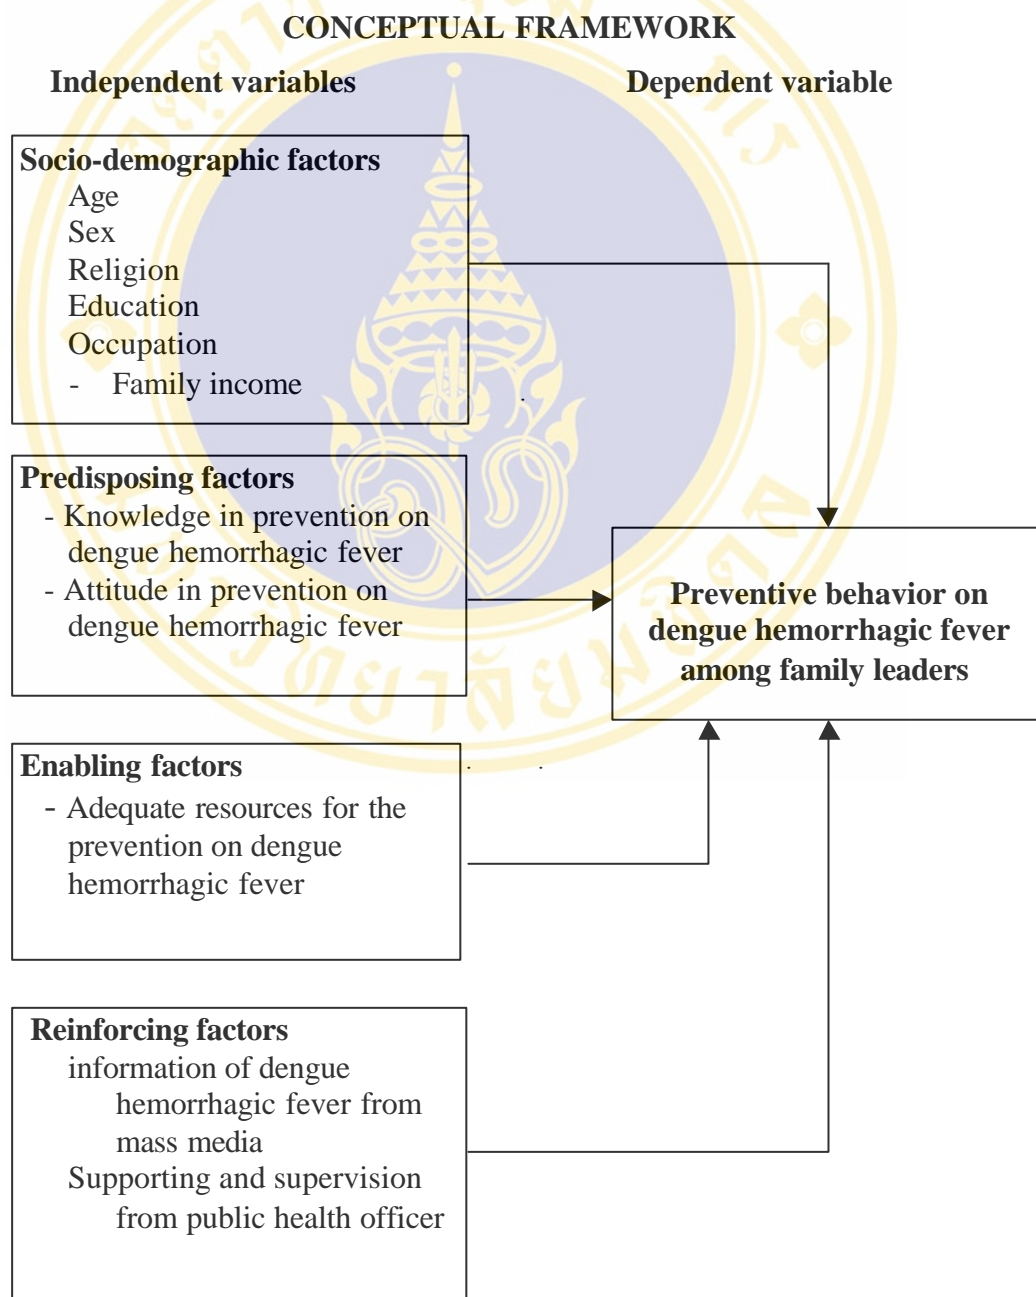 CONCEPTUAL FRAMEWORK
Independent variables
Dependent variable
Socio-demographic factors
Age
Sex
Religion
Education
Occupation
- Family income
Predisposing factors
- Knowledge in prevention on
dengue hemorrhagic fever
- Attitude in prevention on
dengue hemorrhagic fever
Enabling factors
- Adequate resources for the
prevention on dengue
hemorrhagic fever
Reinforcing factors
information of dengue
hemorrhagic fever from
mass media
Supporting and supervision
from public health officer
Preventive behavior on
dengue hemorrhagic fever
among family leaders